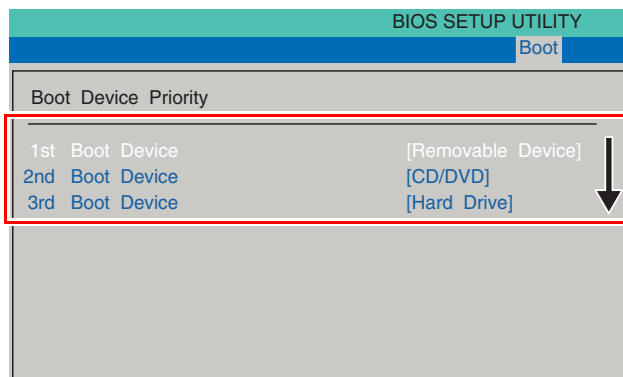 BIOS SETUP UTILITY
Boot
Boot Device Priority
1st Boot Device [Removable Device]
2nd Boot Device [CD/DVD]
3rd Boot Device [Hard Drive]